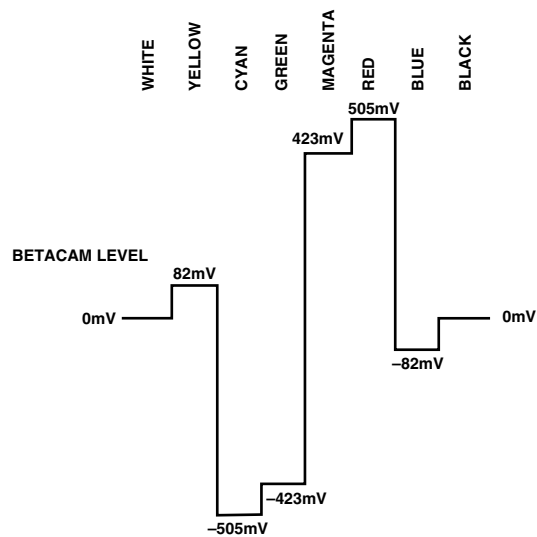 WHITE
YELLOW
CYAN
GREEN
MAGENTA
RED
BLUE
BLACK
505mV
423mV
BETACAM LEVEL
82mV
0mV
0mV
–82mV
–423mV
–505mV